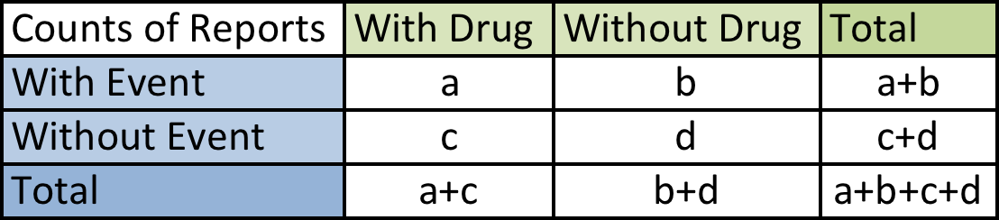 Counts of Reports With Drug Without Drug Total
With Event a b a+b
Without Event c d c+d
Total a+c b+d a+b+c+d